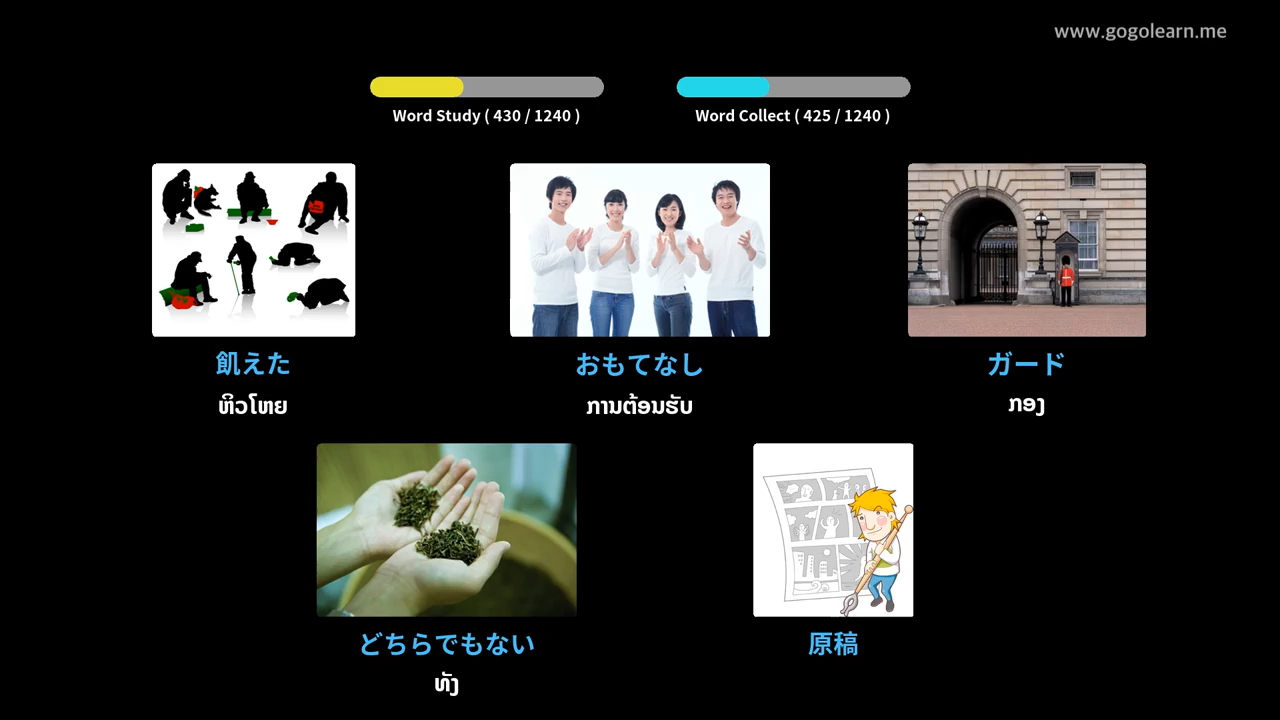 www.gogolearn.me
Word Study ( 430 / 1240 )
Word Collect ( 425 / 1240 )
飢えた
ຫິວໂຫຍ
おもてなし
ການຕ້ອນຮັບ
ガード
ກອງ
どちらでもない
ທັງ
原稿